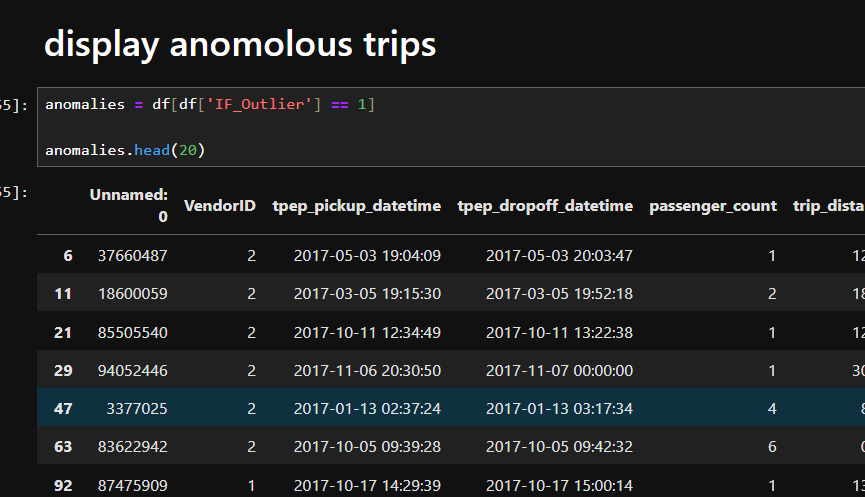 display anomolous trips
5]: anomalies = df[df['IF_Outlier'] == 1]
anomalies.head(20)
5]:
Unnamed: 0 VendorID tpep_pickup_datetime tpep_dropoff_datetime passenger_count trip_dista
6 37660487 2 2017-05-03 19:04:09 2017-05-03 20:03:47 1 12
11 18600059 2 2017-03-05 19:15:30 2017-03-05 19:52:18 2 18
21 85505540 2 2017-10-11 12:34:49 2017-10-11 13:22:38 1 12
29 94052446 2 2017-11-06 20:30:50 2017-11-07 00:00:00 1 30
47 3377025 2 2017-01-13 02:37:24 2017-01-13 03:17:34 4
63 83622942 2 2017-10-05 09:39:28 2017-10-05 09:42:32 6
92 87475909 1 2017-10-17 14:29:39 2017-10-17 15:00:14 1 13